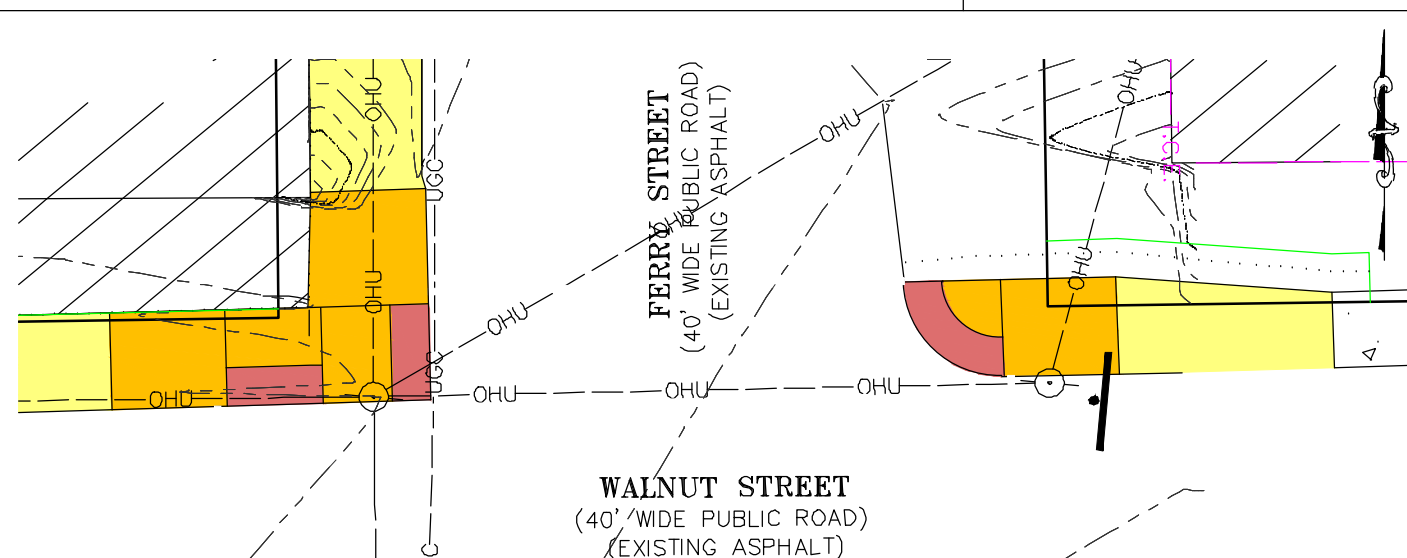 OHU
OHU
OHU
UGC
FERRY STREET
(40' WIDE PUBLIC ROAD)
(EXISTING ASPHALT)
OHU
T.C.
OHU
OHU
OHU
OHU
UGC
OHU
OHU
OHU
OHU
WALNUT STREET
(40' WIDE PUBLIC ROAD)
(EXISTING ASPHALT)
C